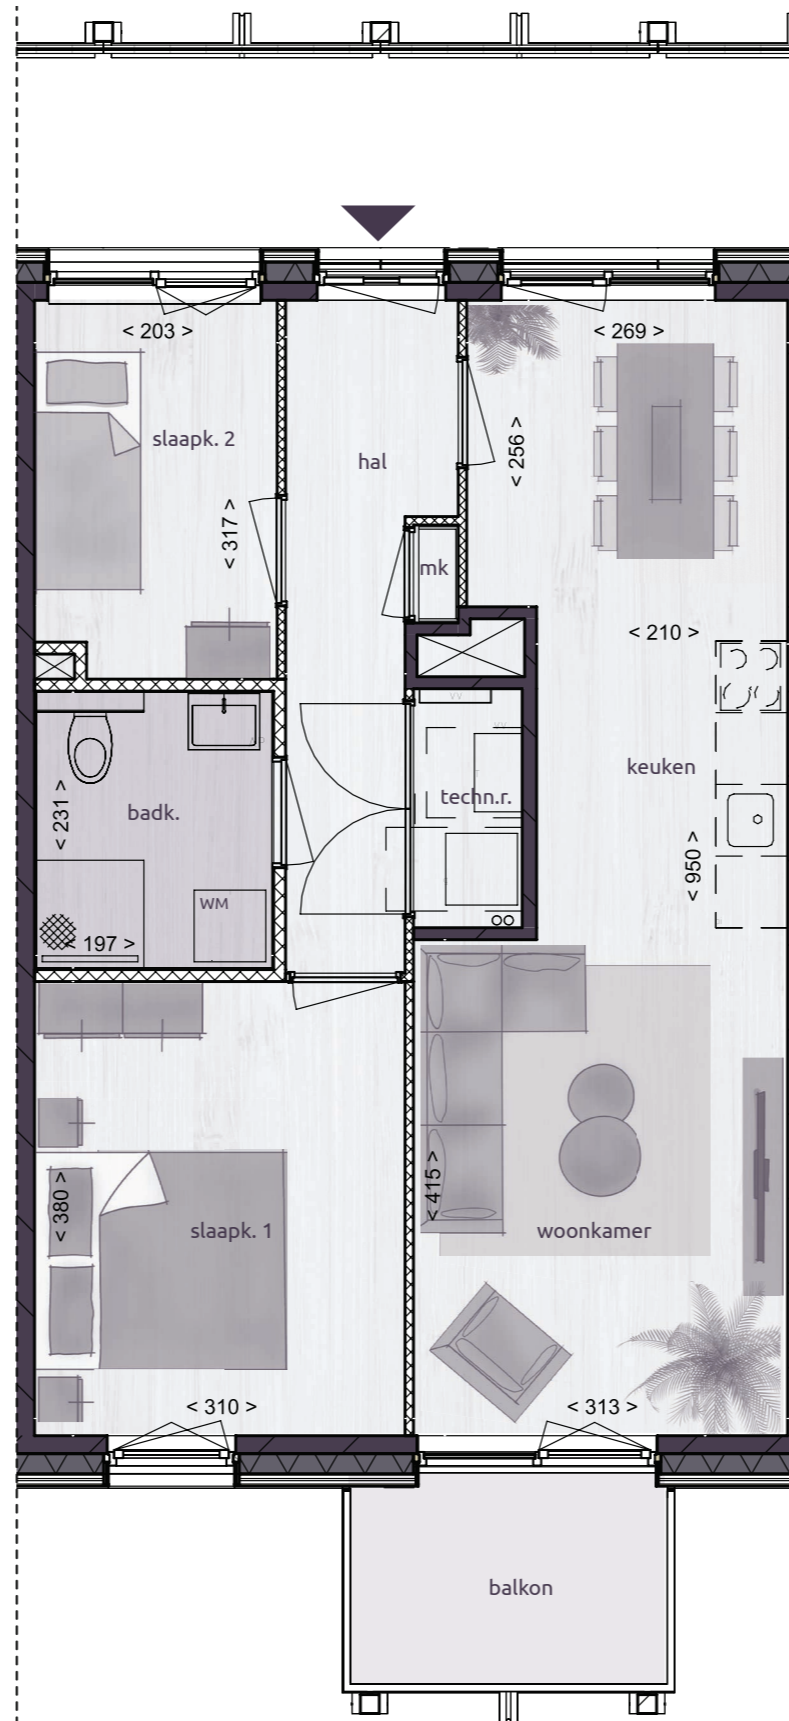 < 203 >
< 269 >
slaapk. 2
< 256 >
hal
< 317 >
mk
< 210 >
VV
keuken
techn.r.
badk.
< 231 >
< 950 >
WM
< 197 >
< 380 >
< 415 >
slaapk. 1
woonkamer
< 310 >
< 313 >
balkon